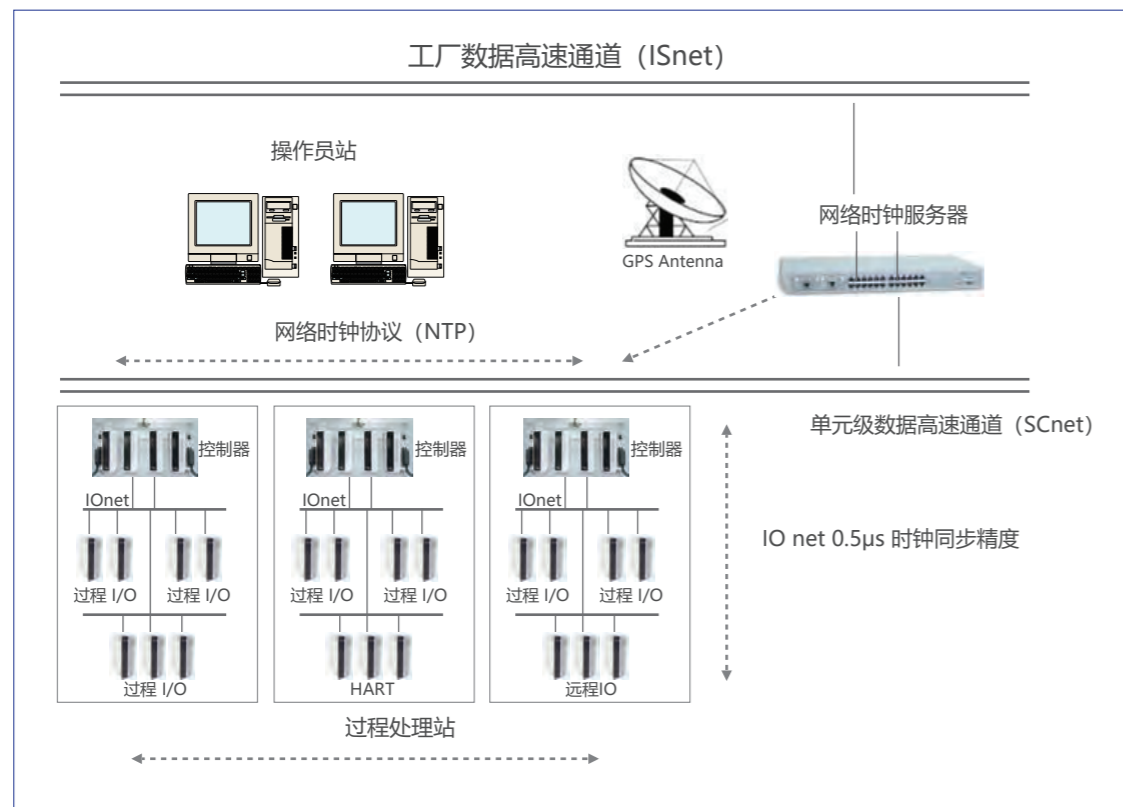 工厂数据高速通道（ISnet）
操作员站
网络时钟服务器
GPS Antenna
网络时钟协议（NTP）
单元级数据高速通道（SCnet）
控制器
控制器
控制器
IOnet
IOnet
IOnet
IO net 0.5μs 时钟同步精度
过程 I/O
过程 I/O
过程 I/O
过程 I/O
过程 I/O
过程 I/O
过程 I/O
HART
远程IO
过程处理站